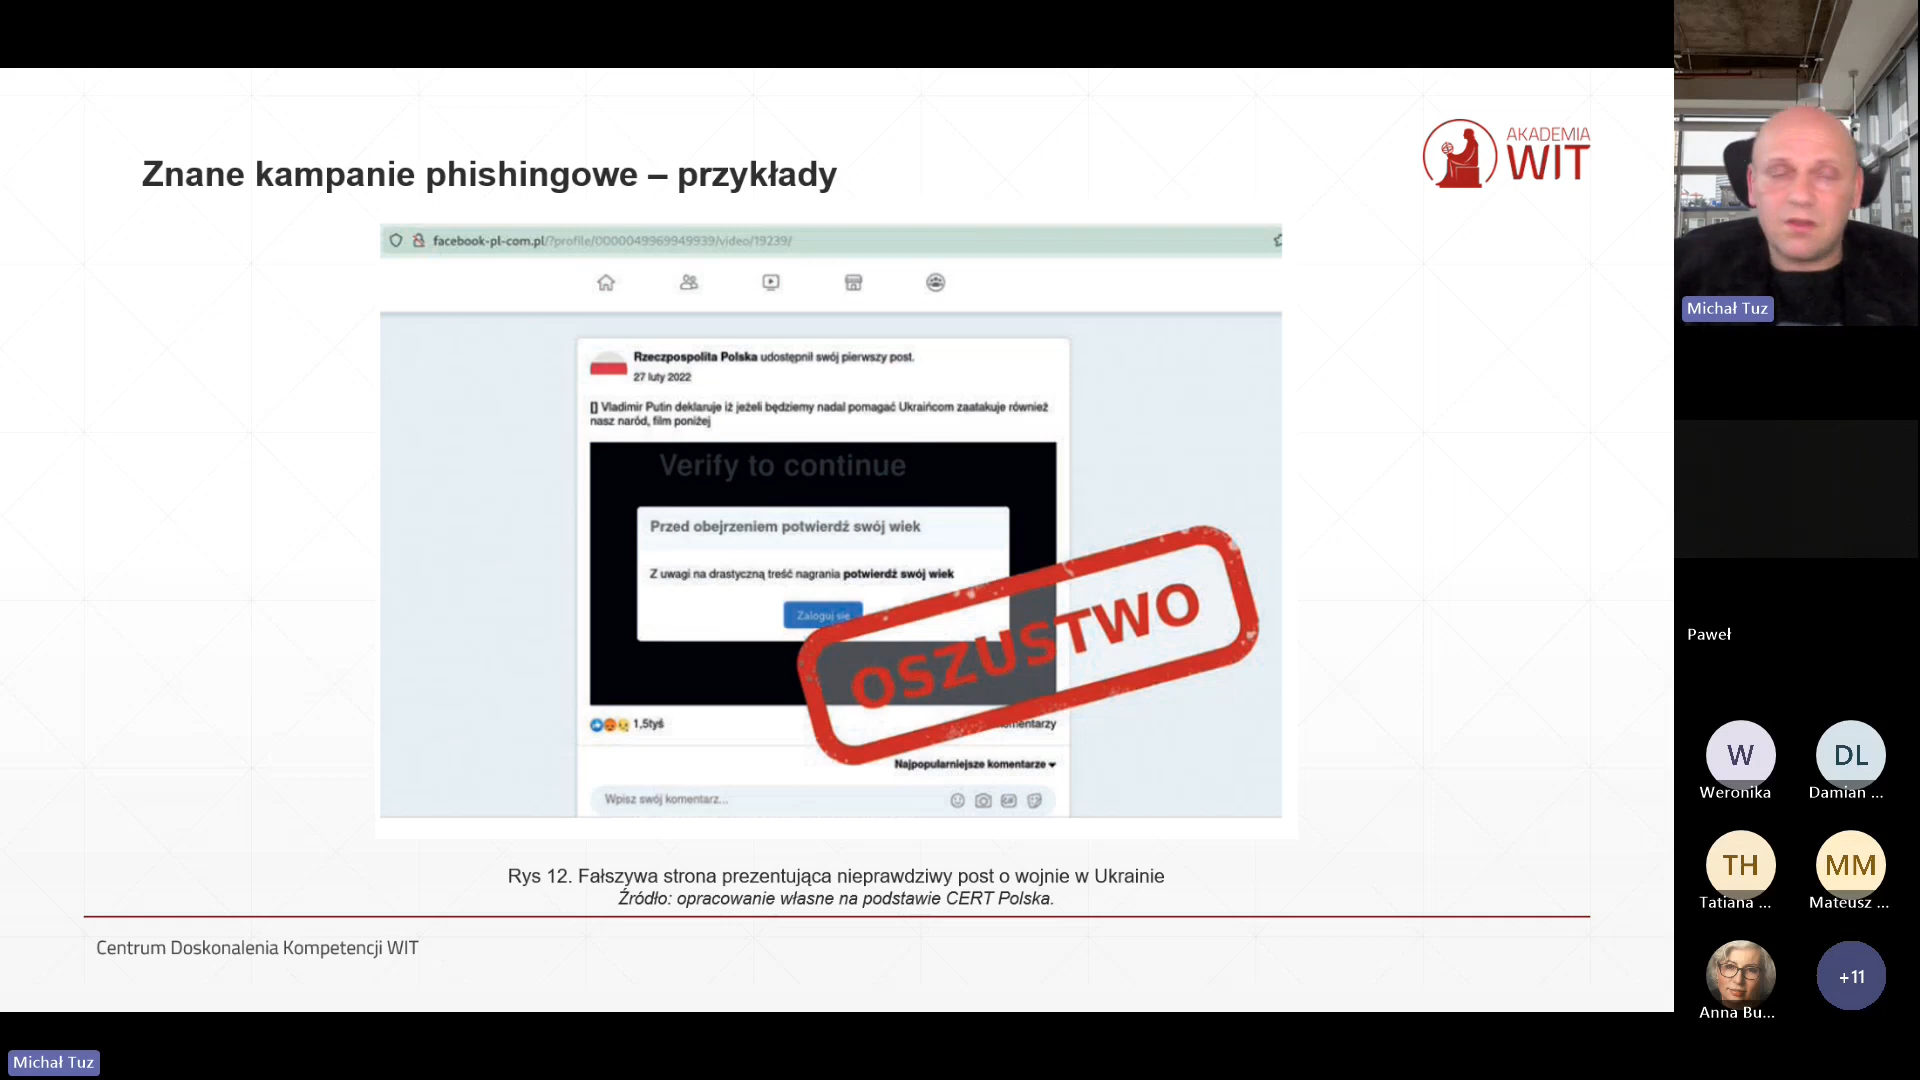 Znane kampanie phishingowe – przykłady
AKADEMIA
WIT
facebook-pl-com.pl/?profile/0000049969949939/video/19239/
Rzeczpospolita Polska udostępnił swój pierwszy post.
27 luty 2022
[] Vladimir Putin deklaruje iż jeżeli będziemy nadal pomagać Ukraińcom zaatakuje również
nasz naród, film poniżej
Verify to continue
Przed obejrzeniem potwierdź swój wiek
Z uwagi na drastyczną treść nagrania potwierdź swój wiek
Zaloguj się
OSZUSTWO
1,5tyś
Najpopularniejsze komentarze
Wpisz swój komentarz...
GIF
Rys 12. Fałszywa strona prezentująca nieprawdziwy post o wojnie w Ukrainie
Źródło: opracowanie własne na podstawie CERT Polska.
Centrum Doskonalenia Kompetencji WIT
Michał Tuz
Paweł
W
DL
Weronika
Damian ...
TH
MM
Tatiana ...
Mateusz ...
+11
Anna Bu...
Michał Tuz